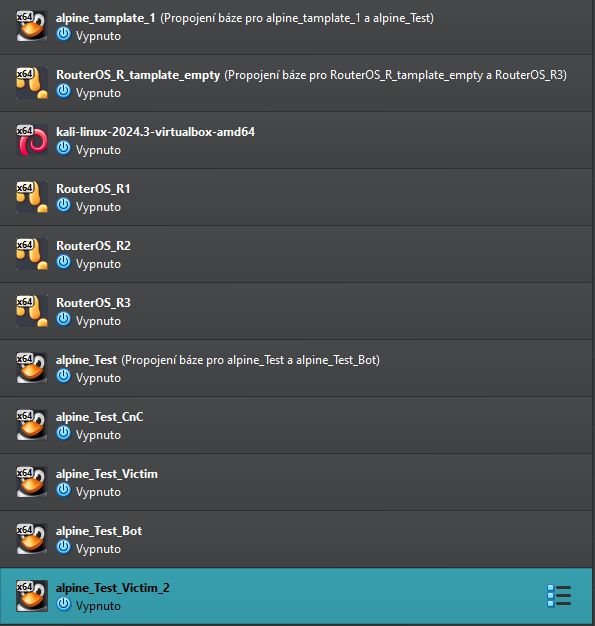 x64 alpine_tamplate_1 (Propojení báze pro alpine_tamplate_1 a alpine_Test)
Vypnuto
x64 RouterOS_R_tamplate_empty (Propojení báze pro RouterOS_R_tamplate_empty a RouterOS_R3)
Vypnuto
x64 kali-linux-2024.3-virtualbox-amd64
Vypnuto
x64 RouterOS_R1
Vypnuto
x64 RouterOS_R2
Vypnuto
x64 RouterOS_R3
Vypnuto
x64 alpine_Test (Propojení báze pro alpine_Test a alpine_Test_Bot)
Vypnuto
x64 alpine_Test_CnC
Vypnuto
x64 alpine_Test_Victim
Vypnuto
x64 alpine_Test_Bot
Vypnuto
x64 alpine_Test_Victim_2
Vypnuto